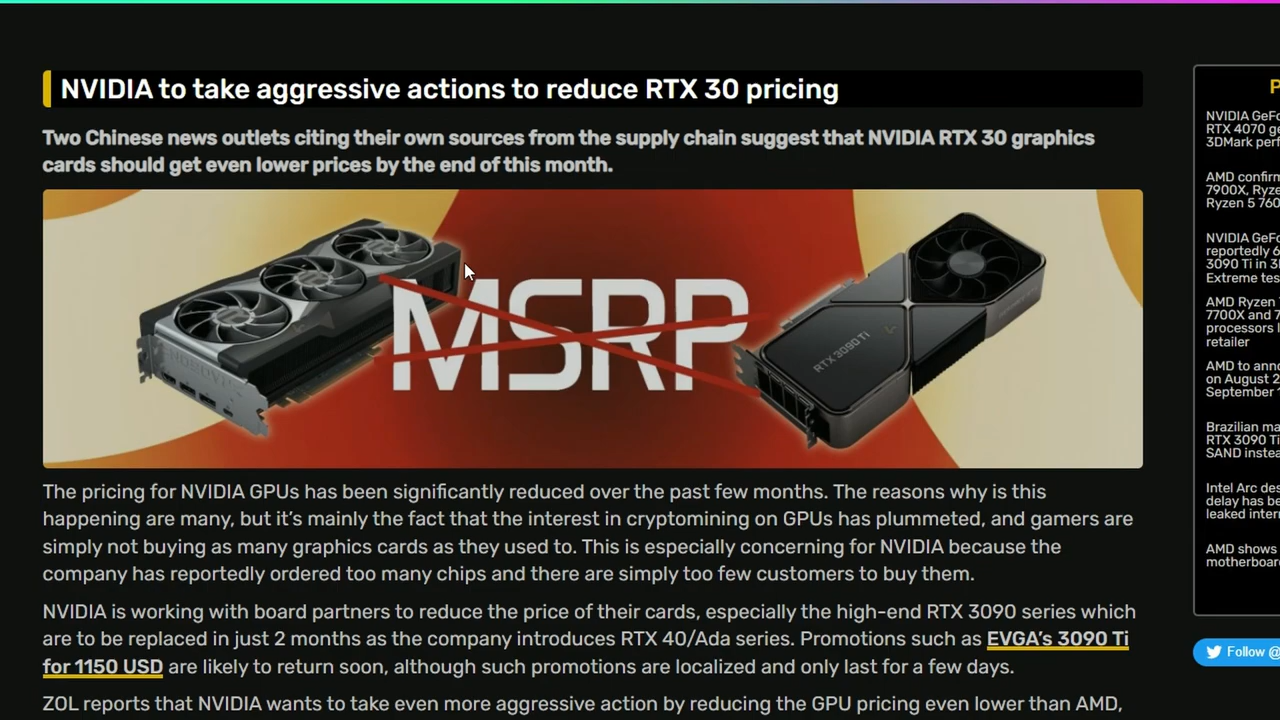 NVIDIA to take aggressive actions to reduce RTX 30 pricing
Two Chinese news outlets citing their own sources from the supply chain suggest that NVIDIA RTX 30 graphics
cards should get even lower prices by the end of this month.
MSRP
RTX 3090 Ti
The pricing for NVIDIA GPUs has been significantly reduced over the past few months. The reasons why is this
happening are many, but it's mainly the fact that the interest in cryptomining on GPUs has plummeted, and gamers are
simply not buying as many graphics cards as they used to. This is especially concerning for NVIDIA because the
company has reportedly ordered too many chips and there are simply too few customers to buy them.
NVIDIA is working with board partners to reduce the price of their cards, especially the high-end RTX 3090 series which
are to be replaced in just 2 months as the company introduces RTX 40/Ada series. Promotions such as EVGA's 3090 Ti
for 1150 USD are likely to return soon, although such promotions are localized and only last for a few days.
ZOL reports that NVIDIA wants to take even more aggressive action by reducing the GPU pricing even lower than AMD,
P
NVIDIA GeFo
RTX 4070 g
3DMark perf
AMD confirm
7900X, Ryze
Ryzen 5 760
NVIDIA GeFo
reportedly 6
3090 Ti in 3
Extreme tes
AMD Ryzen
7700X and 7
processors
retailer
AMD to anno
on August 2
September
Brazilian ma
RTX 3090 Ti
SAND instea
Intel Arc des
delay has be
leaked inter
AMD shows
motherboar
Follow @